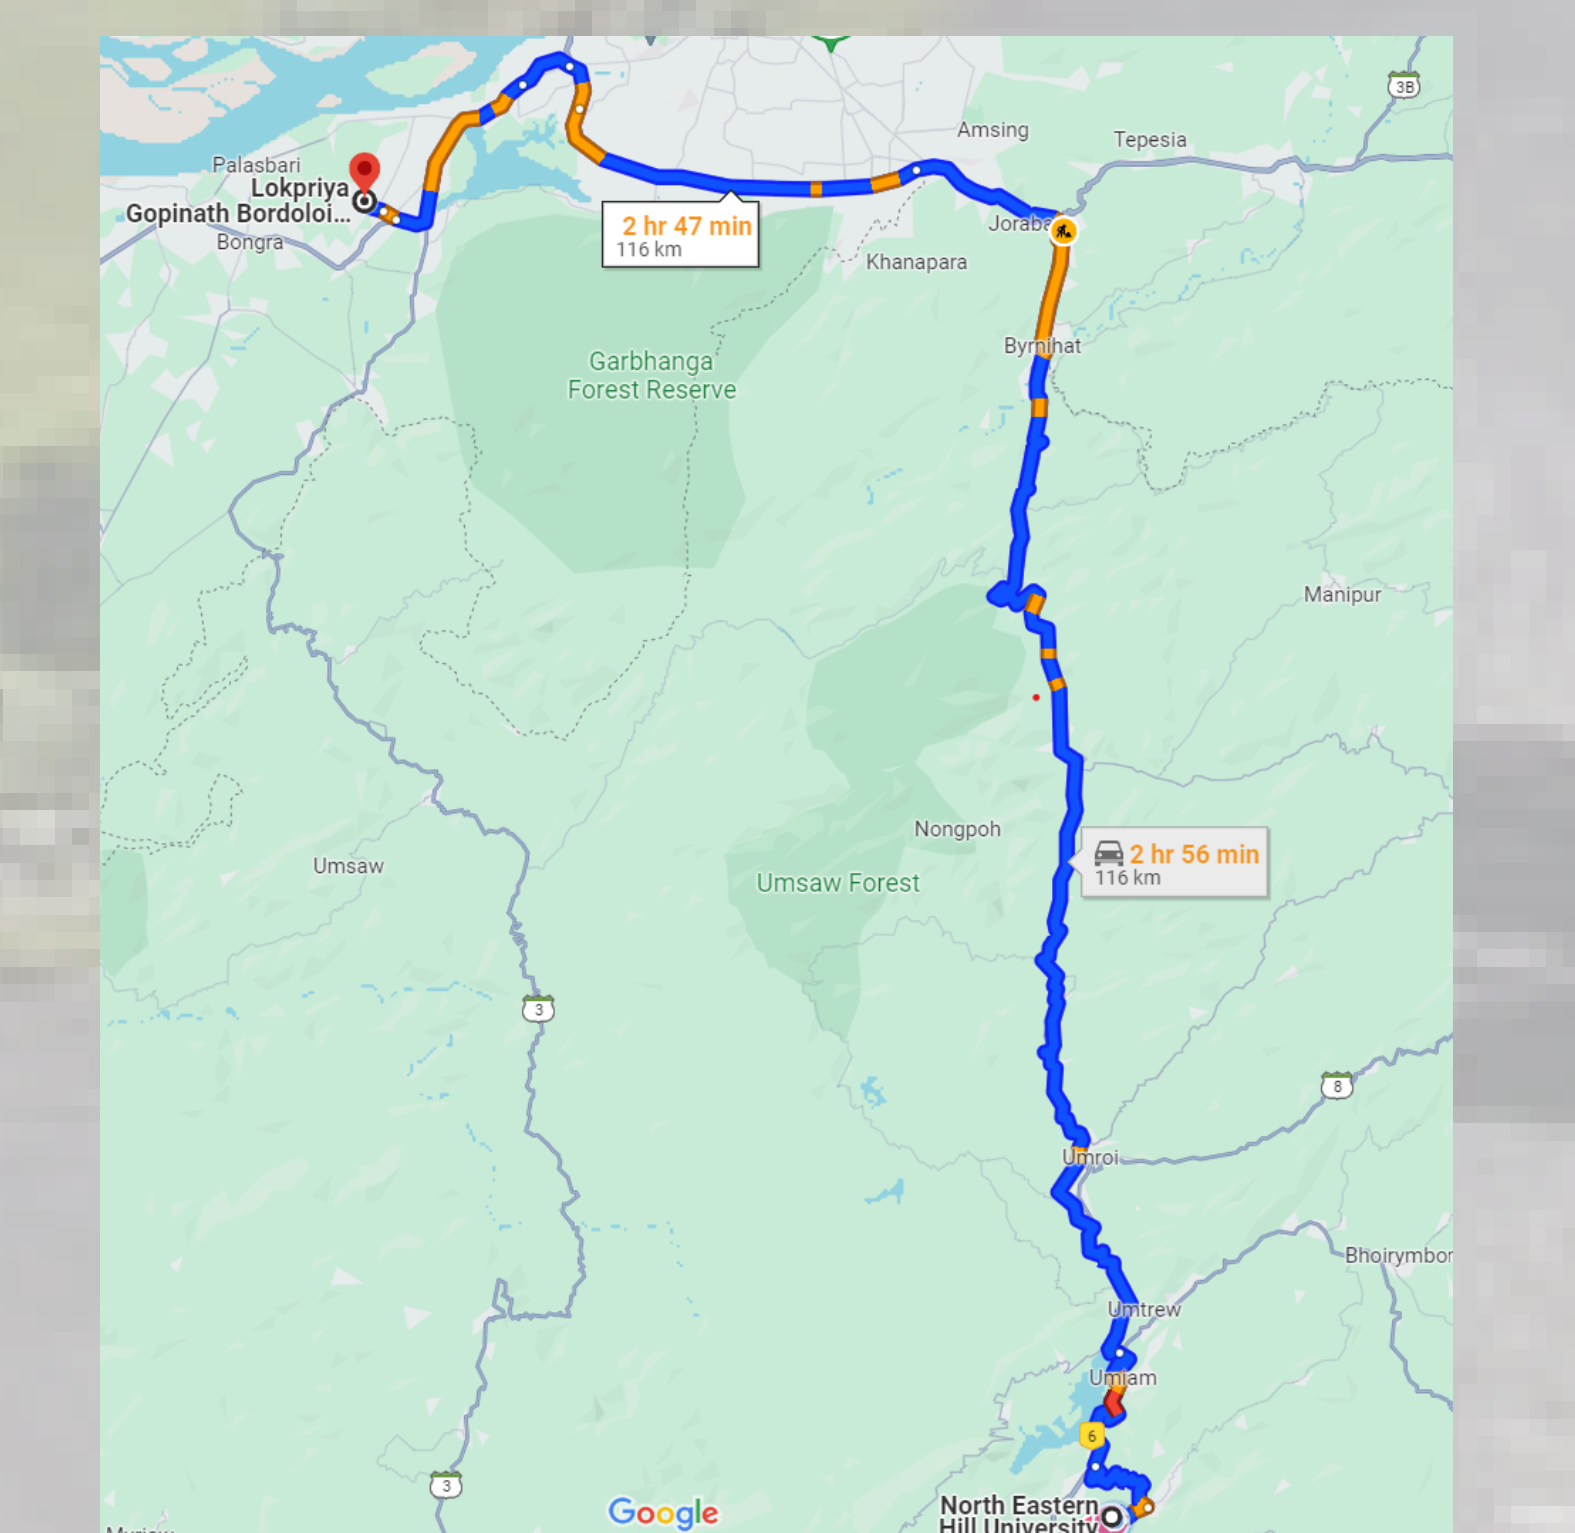 3B
Amsing
Tepesia
Palasbari
Lokpriya
Gopinath Bordoloi...
Bongra
2 hr 47 min
116 km
Joraba
Khanapara
Byrnihat
Garbhanga
Forest Reserve
Manipur
Nongpoh
2 hr 56 min
116 km
Umsaw
Umsaw Forest
3
8
Umroi
Bhoirymbor
Umtrew
Umiam
6
3
Google
North Eastern
Hill University